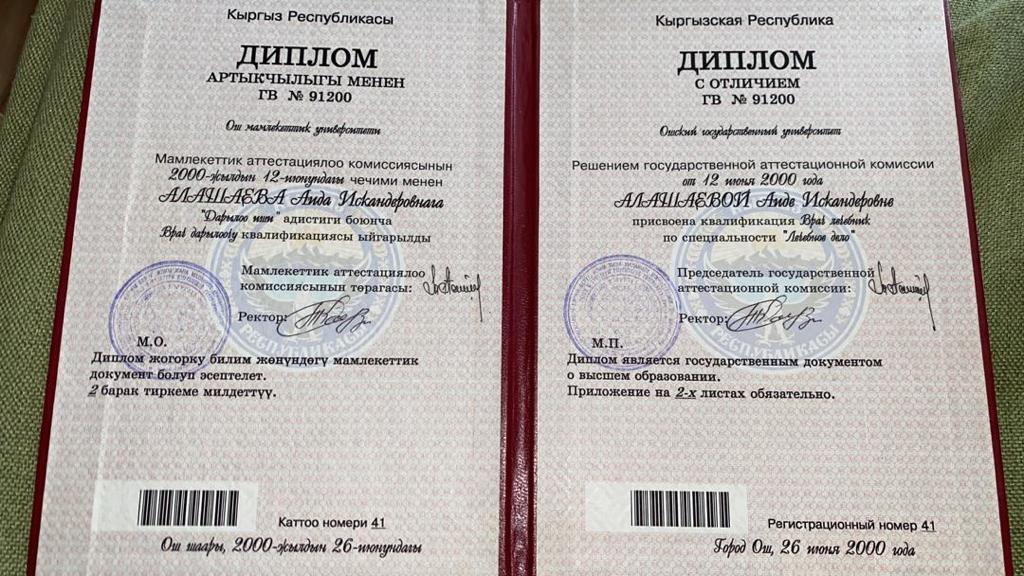 Кыргыз Республикасы
ДИПЛОМ
АРТЫКЧЫЛЫГЫ МЕНЕН
ГВ № 91200
Ош мамлекеттик университети
Мамлекеттик аттестациялоо комиссиясынын
2000-жылдын 12-июнундагы чечими менен
АЛАШАЕВА Аида Искандеровнага
"Дарылоо иши" адистиги боюнча
Врач дарылоочу квалификациясы ыйгарылды
Мамлекеттик аттестациялоо
комиссиясынын төрагасы:
Ректор:
М.О.
Диплом жогорку билим жөнүндөгү мамлекеттик
документ болуп эсептелет.
2 барак тиркеме милдеттүү.
Каттоо номери 41
Ош шаары, 2000-жылдын 26-июнундагы
Кыргызская Республика
ДИПЛОМ
С ОТЛИЧИЕМ
ГВ № 91200
Ошский государственный университет
Решением государственной аттестационной комиссии
от 12 июня 2000 года
АЛАШАЕВОЙ Аиде Искандеровне
присвоена квалификация Врач лечебник
по специальности "Лечебное дело"
Председатель государственной
аттестационной комиссии:
Ректор:
М.П.
Диплом является государственным документом
о высшем образовании.
Приложение на 2-х листах обязательно.
Регистрационный номер 41
Город Ош, 26 июня 2000 года